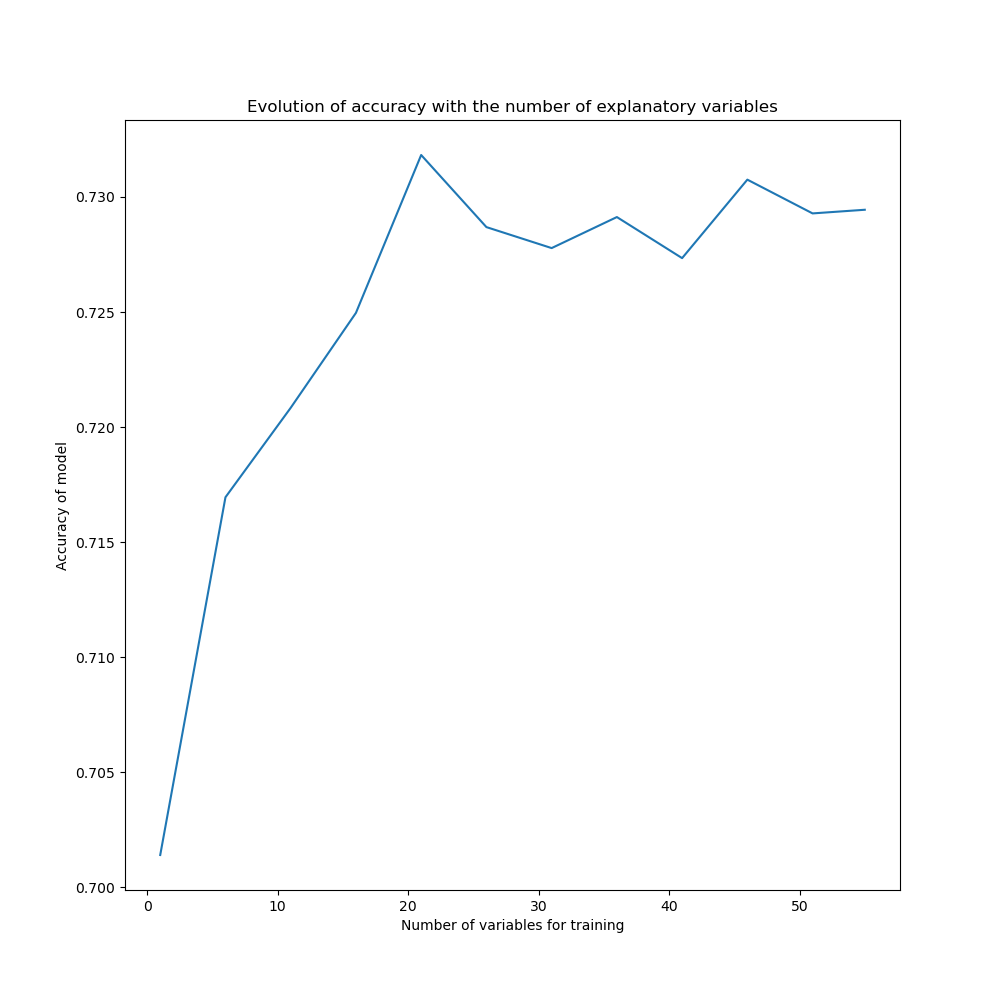 Evolution of accuracy with the number of explanatory variables
0.730
0.725
0.720
0.715
0.710
0.705
0.700
Accuracy of model
0 10 20 30 40 50
Number of variables for training